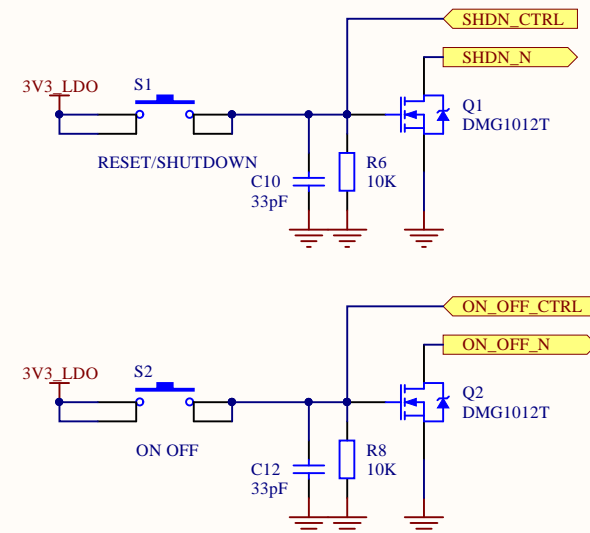 SHDN_CTRL
SHDN_N
3V3_LDO
S1
Q1
DMG1012T
RESET/SHUTDOWN
C10
33pF
R6
10K
ON_OFF_CTRL
ON_OFF_N
3V3_LDO
S2
Q2
DMG1012T
ON OFF
C12
33pF
R8
10K